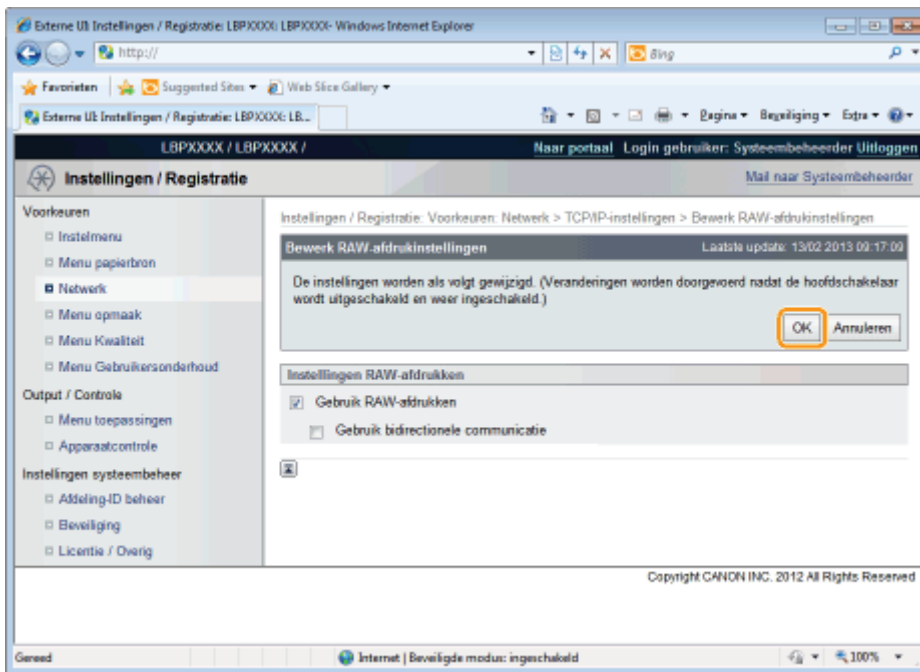 Externe UI: Instellingen / Registratie: LBPXXXX: LBPXXXX- Windows Internet Explorer
http://
Bing
Favorieten Suggested Sites Web Slice Gallery
Externe UI: Instellingen / Registratie: LBPXXXX: LB...
Pagina Beveiliging Extra
LBPXXXX / LBPXXXX /
Naar portaal Login gebruiker: Systeembeheerder Uitloggen
Instellingen / Registratie
Mail naar Systeembeheerder
Voorkeuren
Instelmenu
Menu papierbron
Netwerk
Menu opmaak
Menu Kwaliteit
Menu Gebruikersonderhoud
Output / Controle
Menu toepassingen
Apparaatcontrole
Instellingen systeembeheer
Afdeling-ID beheer
Beveiliging
Licentie / Overig
Instellingen / Registratie: Voorkeuren: Netwerk > TCP/IP-instellingen > Bewerk RAW-afdrukinstellingen
Bewerk RAW-afdrukinstellingen
Laatste update: 13/02 2013 09:17:09
De instellingen worden als volgt gewijzigd. (Veranderingen worden doorgevoerd nadat de hoofdschakelaar
wordt uitgeschakeld en weer ingeschakeld.)
OK Annuleren
Instellingen RAW-afdrukken
Gebruik RAW-afdrukken
Gebruik bidirectionele communicatie
Copyright CANON INC. 2012 All Rights Reserved
Gereed
Internet | Beveiligde modus: ingeschakeld
100%